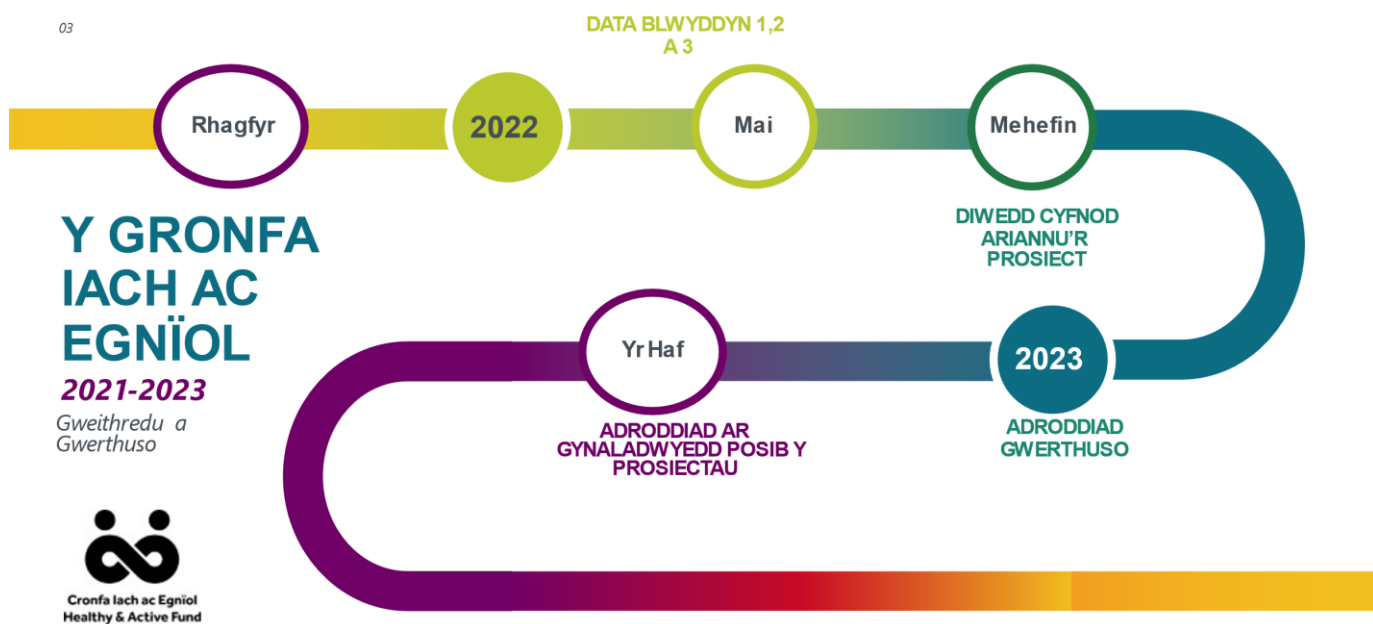 03
DATA BLWYDDYN 1,2
A 3
Rhagfyr
2022
Mai
Mehefin
Y GRONFA
IACH AC
EGNÏOL
2021-2023
Gweithredu a
Gwerthuso
DIWEDD CYFNOD
ARIANNU'R
PROSIECT
Yr Haf
2023
ADRODDIAD AR
GYNALADWYEDD POSIB Y
PROSIECTAU
ADRODDIAD
GWERTHUSO
Cronfa Iach ac Egnïol
Healthy & Active Fund